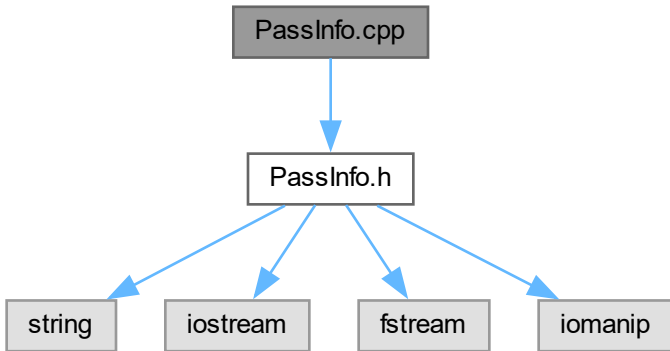 PassInfo.cpp
PassInfo.h
string
iostream
fstream
iomanip